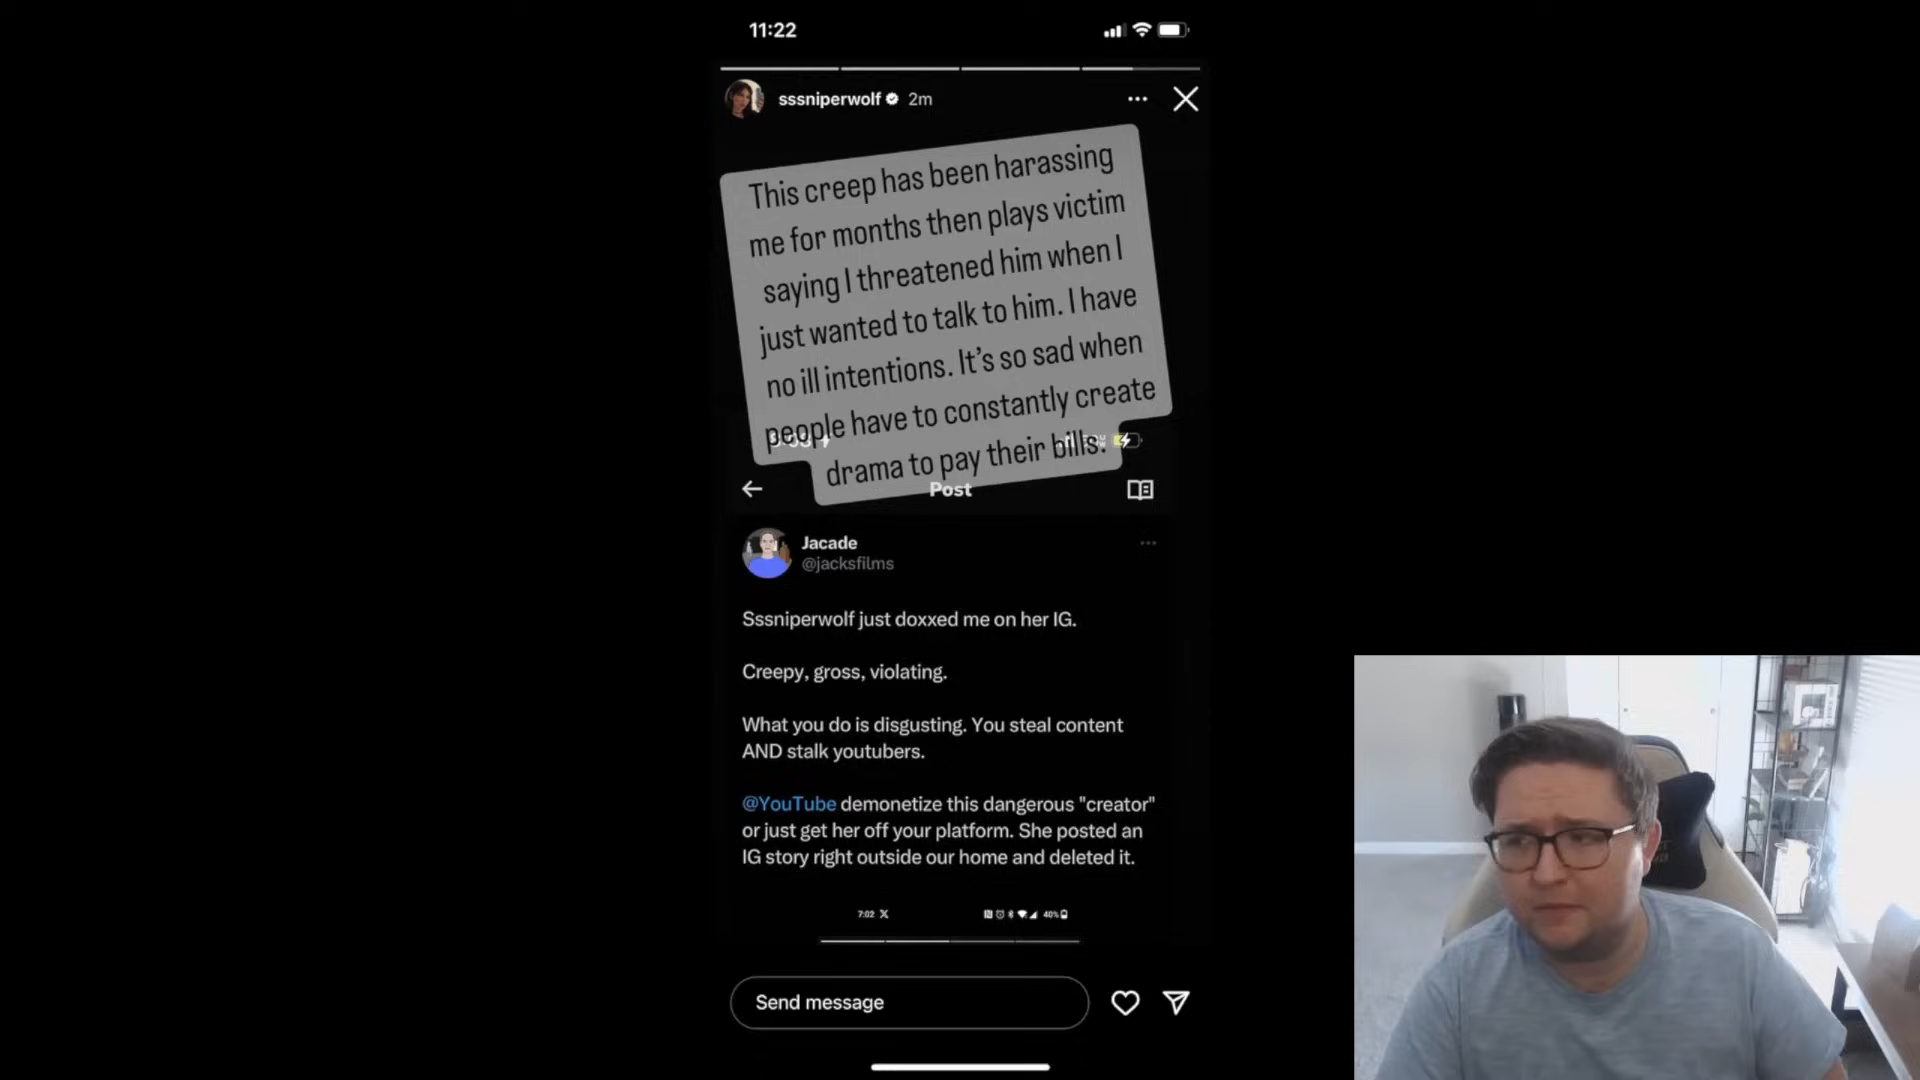 11:22
sssniperwolf 2m
This creep has been harassing
me for months then plays victim
saying I threatened him when I
just wanted to talk to him. I have
no ill intentions. It's so sad when
people have to constantly create
drama to pay their bills.
Post
Jacade
@jacksfilms
Sssniperwolf just doxxed me on her IG.
Creepy, gross, violating.
What you do is disgusting. You steal content
AND stalk youtubers.
@YouTube demonetize this dangerous "creator"
or just get her off your platform. She posted an
IG story right outside our home and deleted it.
7:02 X 40%
Send message